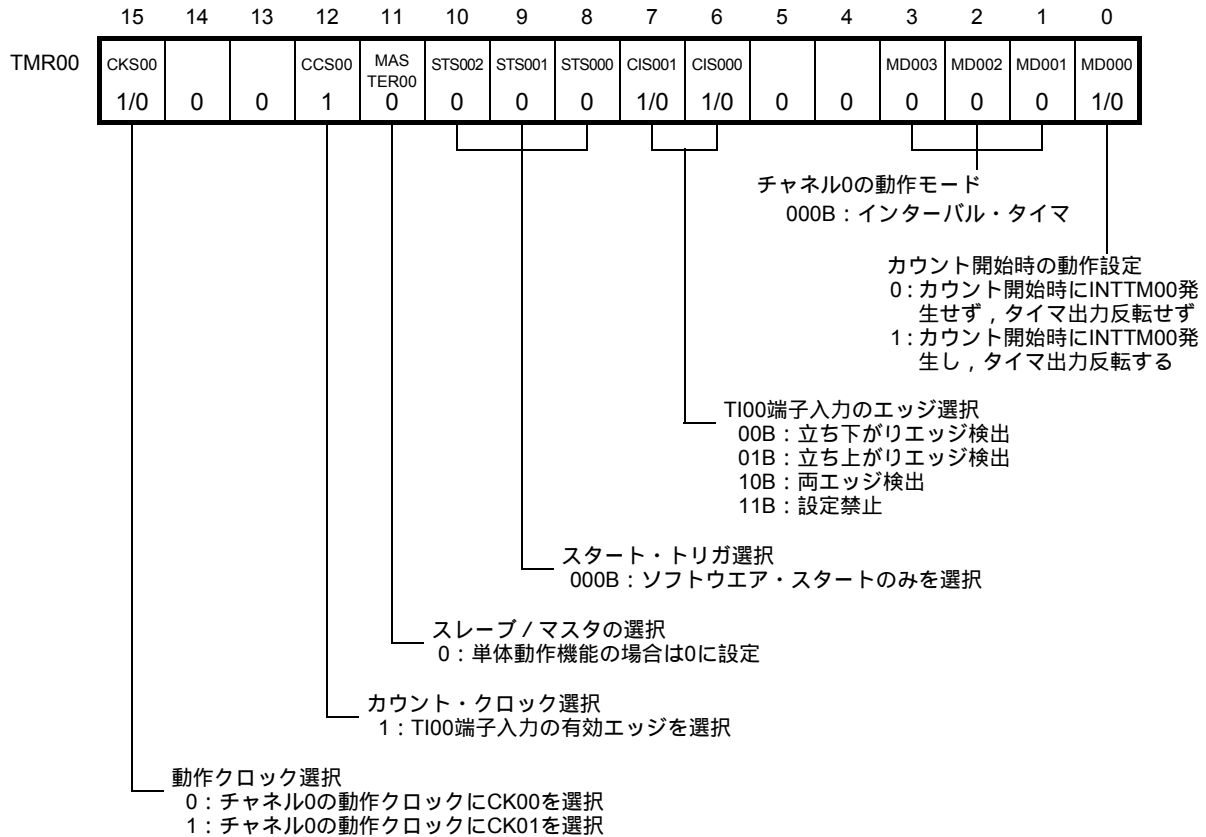 15 14 13 12 11 10 9 8 7 6 5 4 3 2 1 0
TMR00 CKS00 CCS00 MAS STS002 STS001 STS000 CIS001 CIS000 MD003 MD002 MD001 MD000
TER00
1/0 0 0 1 0 0 0 0 1/0 1/0 0 0 0 0 0 1/0
チャネル0の動作モード
000B：インターバル・タイマ
カウント開始時の動作設定
0：カウント開始時にINTTM00発
生せず，タイマ出力反転せず
1：カウント開始時にINTTM00発
生し，タイマ出力反転する
TI00端子入力のエッジ選択
00B：立ち下がりエッジ検出
01B：立ち上がりエッジ検出
10B：両エッジ検出
11B：設定禁止
スタート・トリガ選択
000B：ソフトウエア・スタートのみを選択
スレーブ／マスタの選択
0：単体動作機能の場合は0に設定
カウント・クロック選択
1：TI00端子入力の有効エッジを選択
動作クロック選択
0：チャネル0の動作クロックにCK00を選択
1：チャネル0の動作クロックにCK01を選択